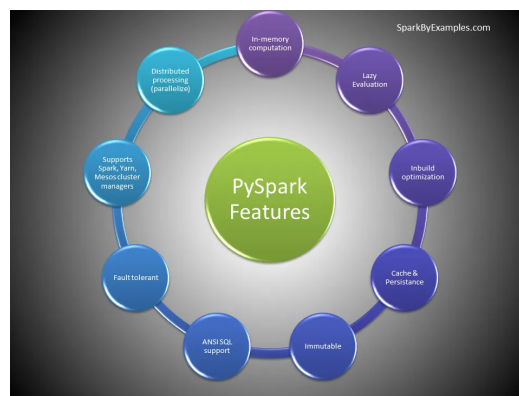 SparkByExamples.com
In-memory
computation
Lazy
Evaluation
Inbuild
optimization
Cache &
Persistance
Immutable
ANSI SQL
support
Fault tolerant
Supports
Spark, Yarn,
Mesos cluster
managers
Distributed
processing
(parallelize)
PySpark
Features